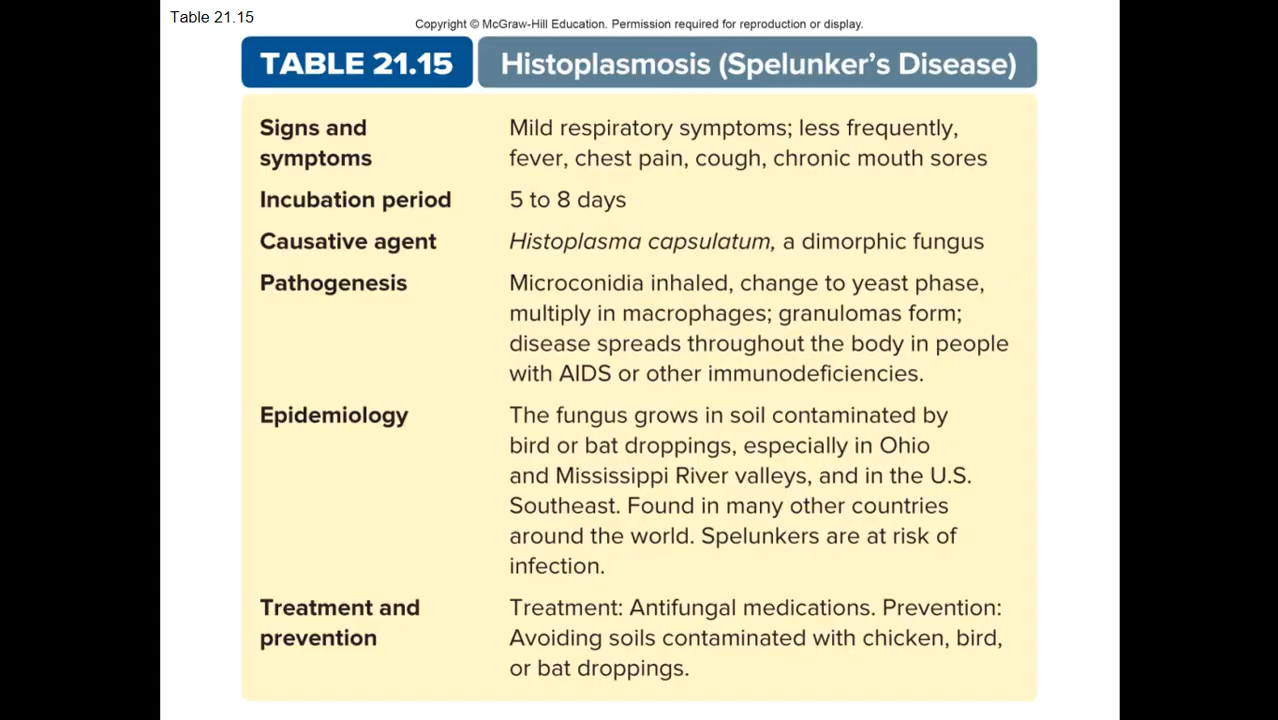 Table 21.15
Copyright © McGraw-Hill Education. Permission required for reproduction or display.
TABLE 21.15 Histoplasmosis (Spelunker's Disease)
Signs and Mild respiratory symptoms; less frequently,
symptoms fever, chest pain, cough, chronic mouth sores
Incubation period 5 to 8 days
Causative agent Histoplasma capsulatum, a dimorphic fungus
Pathogenesis Microconidia inhaled, change to yeast phase,
multiply in macrophages; granulomas form;
disease spreads throughout the body in people
with AIDS or other immunodeficiencies.
Epidemiology The fungus grows in soil contaminated by
bird or bat droppings, especially in Ohio
and Mississippi River valleys, and in the U.S.
Southeast. Found in many other countries
around the world. Spelunkers are at risk of
infection.
Treatment and Treatment: Antifungal medications. Prevention:
prevention Avoiding soils contaminated with chicken, bird,
or bat droppings.